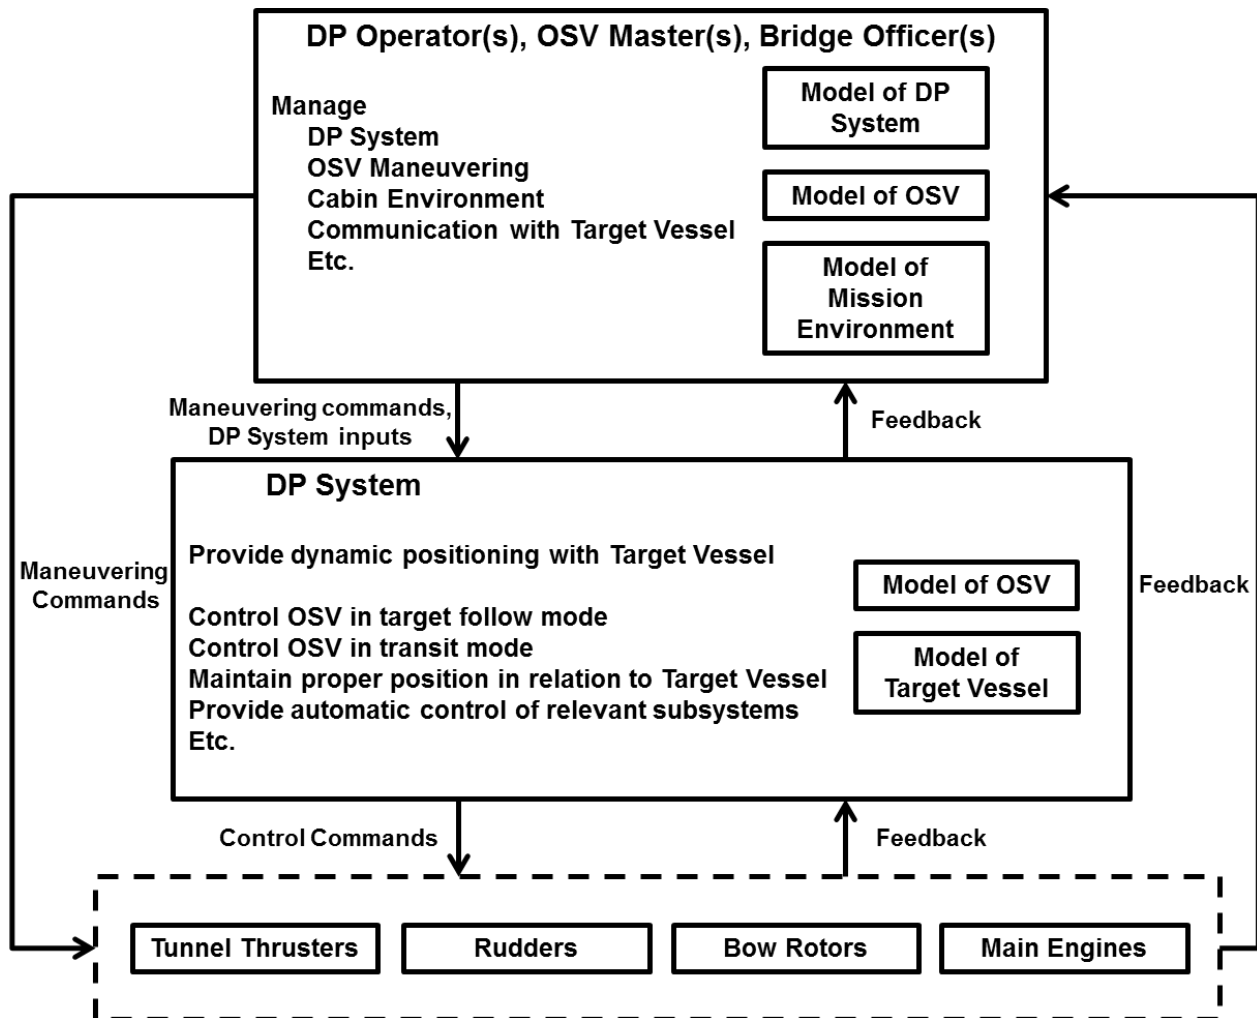 DP Operator(s), OSV Master(s), Bridge Officer(s)
Manage
DP System
OSV Maneuvering
Cabin Environment
Communication with Target Vessel
Etc.
Model of DP
System
Model of OSV
Model of
Mission
Environment
Maneuvering commands,
DP System inputs
Feedback
DP System
Provide dynamic positioning with Target Vessel
Control OSV in target follow mode
Control OSV in transit mode
Maintain proper position in relation to Target Vessel
Provide automatic control of relevant subsystems
Etc.
Model of OSV
Model of
Target Vessel
Maneuvering
Commands
Feedback
Control Commands
Feedback
Tunnel Thrusters
Rudders
Bow Rotors
Main Engines